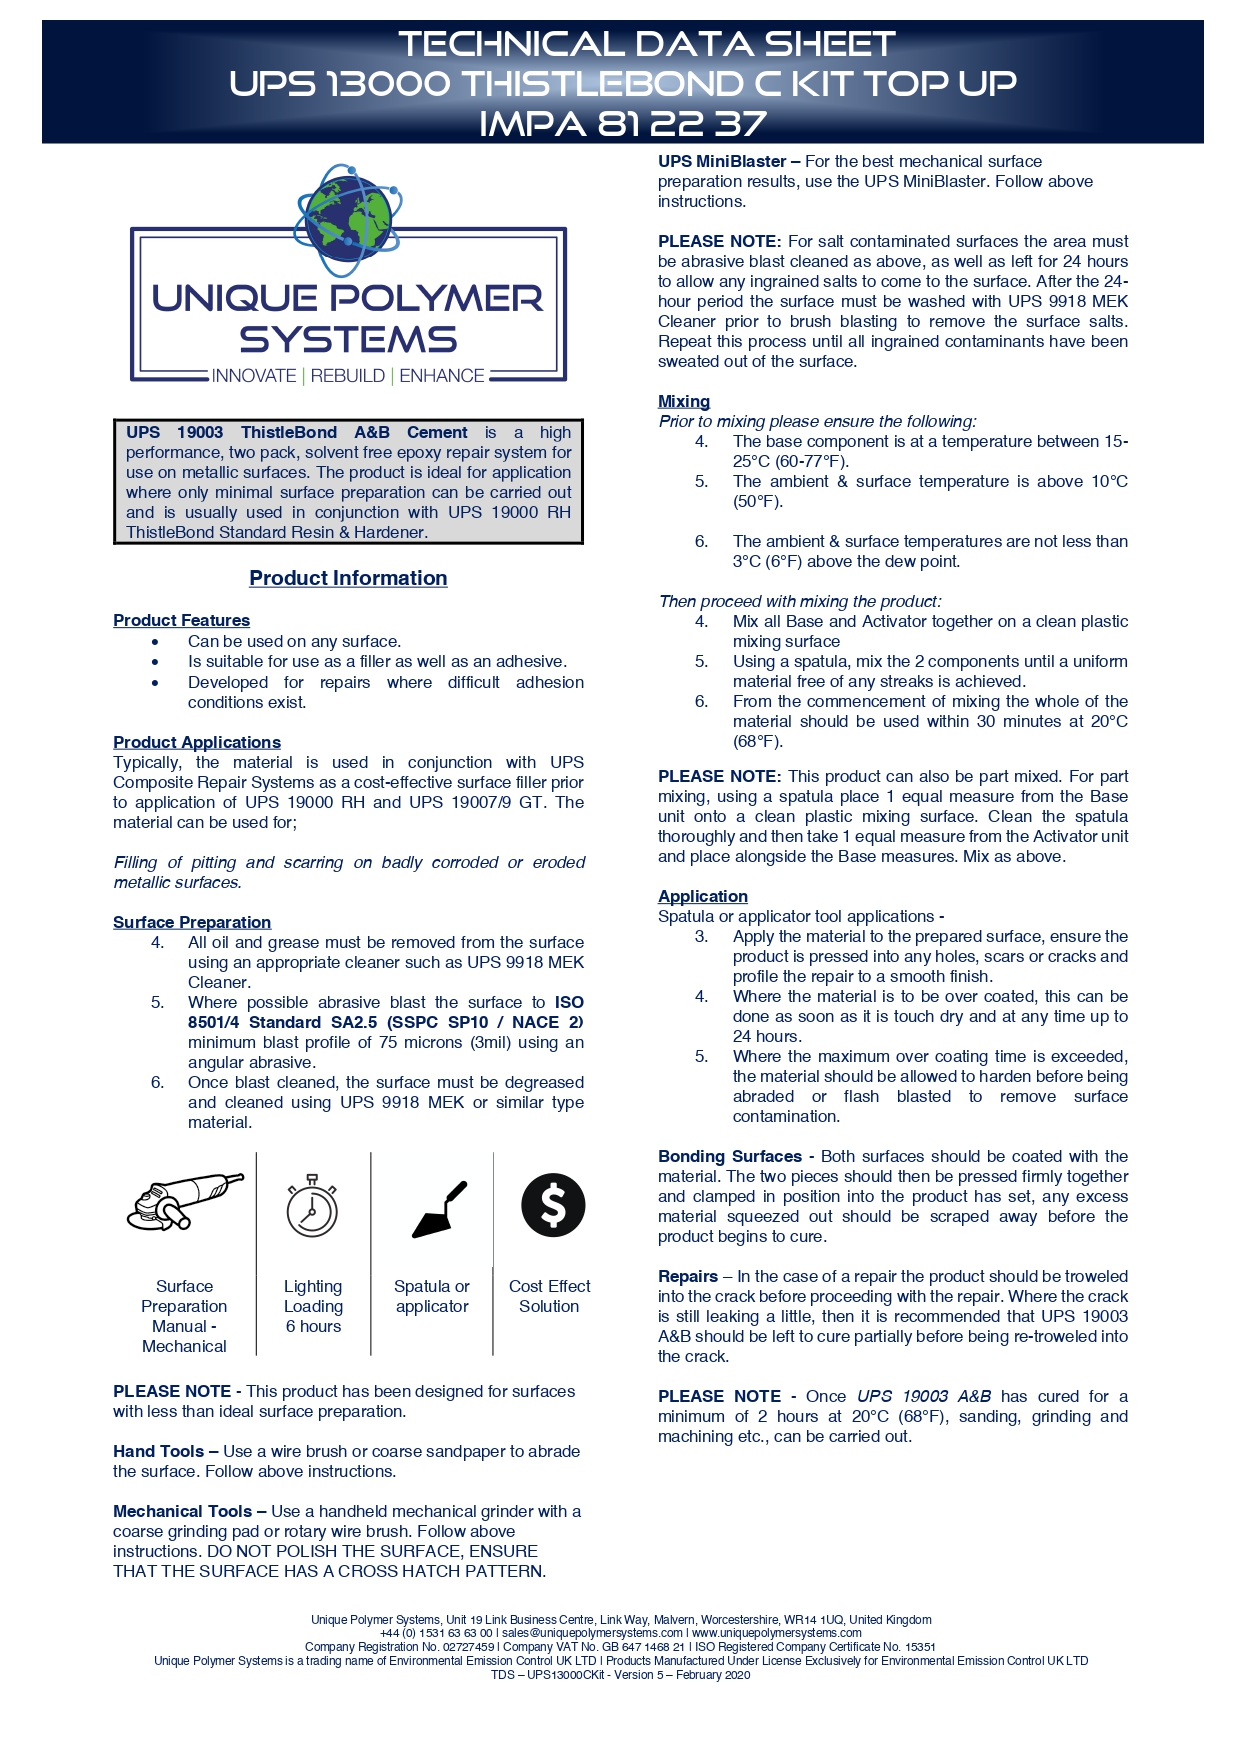 TECHNICAL DATA SHEET
UPS 13000 THISTLEBOND C KIT TOP UP
IMPA 81 22 37
UNIQUE POLYMER
SYSTEMS
INNOVATE | REBUILD | ENHANCE
UPS 19003 ThistleBond A&B Cement is a high
performance, two pack, solvent free epoxy repair system for
use on metallic surfaces. The product is ideal for application
where only minimal surface preparation can be carried out
and is usually used in conjunction with UPS 19000 RH
ThistleBond Standard Resin & Hardener.
Product Information
Product Features
• Can be used on any surface.
• Is suitable for use as a filler as well as an adhesive.
• Developed for repairs where difficult adhesion
conditions exist.
Product Applications
Typically, the material is used in conjunction with UPS
Composite Repair Systems as a cost-effective surface filler prior
to application of UPS 19000 RH and UPS 19007/9 GT. The
material can be used for;
Filling of pitting and scarring on badly corroded or eroded
metallic surfaces.
Surface Preparation
4. All oil and grease must be removed from the surface
using an appropriate cleaner such as UPS 9918 MEK
Cleaner.
5. Where possible abrasive blast the surface to ISO
8501/4 Standard SA2.5 (SSPC SP10 / NACE 2)
minimum blast profile of 75 microns (3mil) using an
angular abrasive.
6. Once blast cleaned, the surface must be degreased
and cleaned using UPS 9918 MEK or similar type
material.
Surface
Preparation
Manual -
Mechanical
Lighting
Loading
6 hours
Spatula or
applicator
$
Cost Effect
Solution
PLEASE NOTE - This product has been designed for surfaces
with less than ideal surface preparation.
Hand Tools – Use a wire brush or coarse sandpaper to abrade
the surface. Follow above instructions.
Mechanical Tools – Use a handheld mechanical grinder with a
coarse grinding pad or rotary wire brush. Follow above
instructions. DO NOT POLISH THE SURFACE, ENSURE
THAT THE SURFACE HAS A CROSS HATCH PATTERN.
UPS MiniBlaster – For the best mechanical surface
preparation results, use the UPS MiniBlaster. Follow above
instructions.
PLEASE NOTE: For salt contaminated surfaces the area must
be abrasive blast cleaned as above, as well as left for 24 hours
to allow any ingrained salts to come to the surface. After the 24-
hour period the surface must be washed with UPS 9918 MEK
Cleaner prior to brush blasting to remove the surface salts.
Repeat this process until all ingrained contaminants have been
sweated out of the surface.
Mixing
Prior to mixing please ensure the following:
4. The base component is at a temperature between 15-
25°C (60-77°F).
5. The ambient & surface temperature is above 10°C
(50°F).
6. The ambient & surface temperatures are not less than
3°C (6°F) above the dew point.
Then proceed with mixing the product:
4. Mix all Base and Activator together on a clean plastic
mixing surface
5. Using a spatula, mix the 2 components until a uniform
material free of any streaks is achieved.
6. From the commencement of mixing the whole of the
material should be used within 30 minutes at 20°C
(68°F).
PLEASE NOTE: This product can also be part mixed. For part
mixing, using a spatula place 1 equal measure from the Base
unit onto a clean plastic mixing surface. Clean the spatula
thoroughly and then take 1 equal measure from the Activator unit
and place alongside the Base measures. Mix as above.
Application
Spatula or applicator tool applications -
3. Apply the material to the prepared surface, ensure the
product is pressed into any holes, scars or cracks and
profile the repair to a smooth finish.
4. Where the material is to be over coated, this can be
done as soon as it is touch dry and at any time up to
24 hours.
5. Where the maximum over coating time is exceeded,
the material should be allowed to harden before being
abraded or flash blasted to remove surface
contamination.
Bonding Surfaces - Both surfaces should be coated with the
material. The two pieces should then be pressed firmly together
and clamped in position into the product has set, any excess
material squeezed out should be scraped away before the
product begins to cure.
Repairs – In the case of a repair the product should be troweled
into the crack before proceeding with the repair. Where the crack
is still leaking a little, then it is recommended that UPS 19003
A&B should be left to cure partially before being re-troweled into
the crack.
PLEASE NOTE - Once UPS 19003 A&B has cured for a
minimum of 2 hours at 20°C (68°F), sanding, grinding and
machining etc., can be carried out.
Unique Polymer Systems, Unit 19 Link Business Centre, Link Way, Malvern, Worcestershire, WR14 1UQ, United Kingdom
+44 (0) 1531 63 63 00 | sales@uniquepolymersystems.com | www.uniquepolymersystems.com
Company Registration No. 02727459 | Company VAT No. GB 647 1468 21 | ISO Registered Company Certificate No. 15351
Unique Polymer Systems is a trading name of Environmental Emission Control UK LTD | Products Manufactured Under License Exclusively for Environmental Emission Control UK LTD
TDS – UPS13000CKit - Version 5 – February 2020